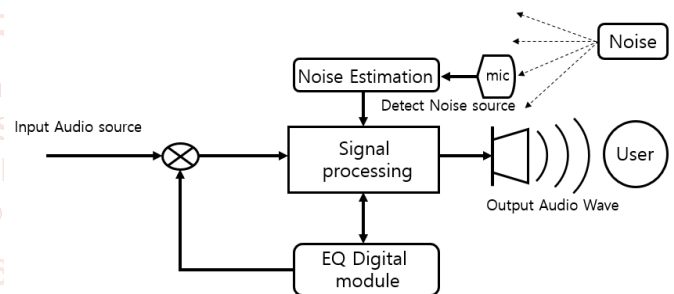 Noise
Noise Estimation
mic
Detect Noise source
Input Audio source
Signal
processing
User
Output Audio Wave
EQ Digital
module